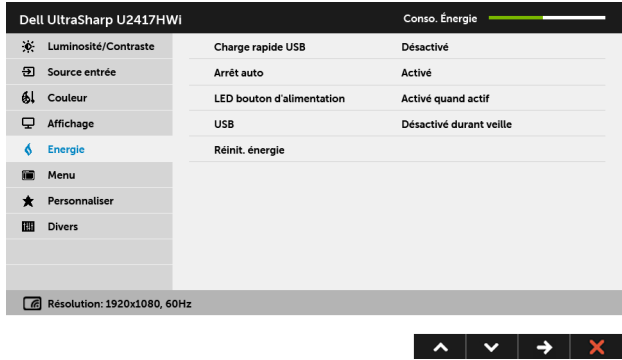 Dell UltraSharp U2417HWi
Conso. Énergie
Luminosité/Contraste
Charge rapide USB Désactivé
Source entrée
Arrêt auto Activé
Couleur
LED bouton d'alimentation Activé quand actif
Affichage
USB Désactivé durant veille
Energie
Réinit. énergie
Menu
Personnaliser
Divers
Résolution: 1920x1080, 60Hz